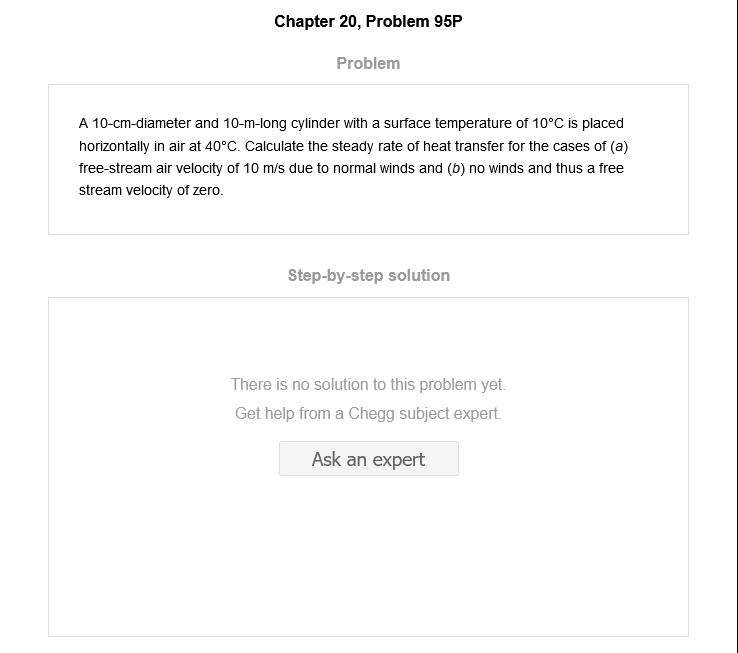 Chapter 20, Problem 95P
Problem
A 10-cm-diameter and 10-m-long cylinder with a surface temperature of 10°C is placed
horizontally in air at 40°C. Calculate the steady rate of heat transfer for the cases of (a)
free-stream air velocity of 10 m/s due to normal winds and (b) no winds and thus a free
stream velocity of zero.
Step-by-step solution
There is no solution to this problem yet.
Get help from a Chegg subject expert.
Ask an expert